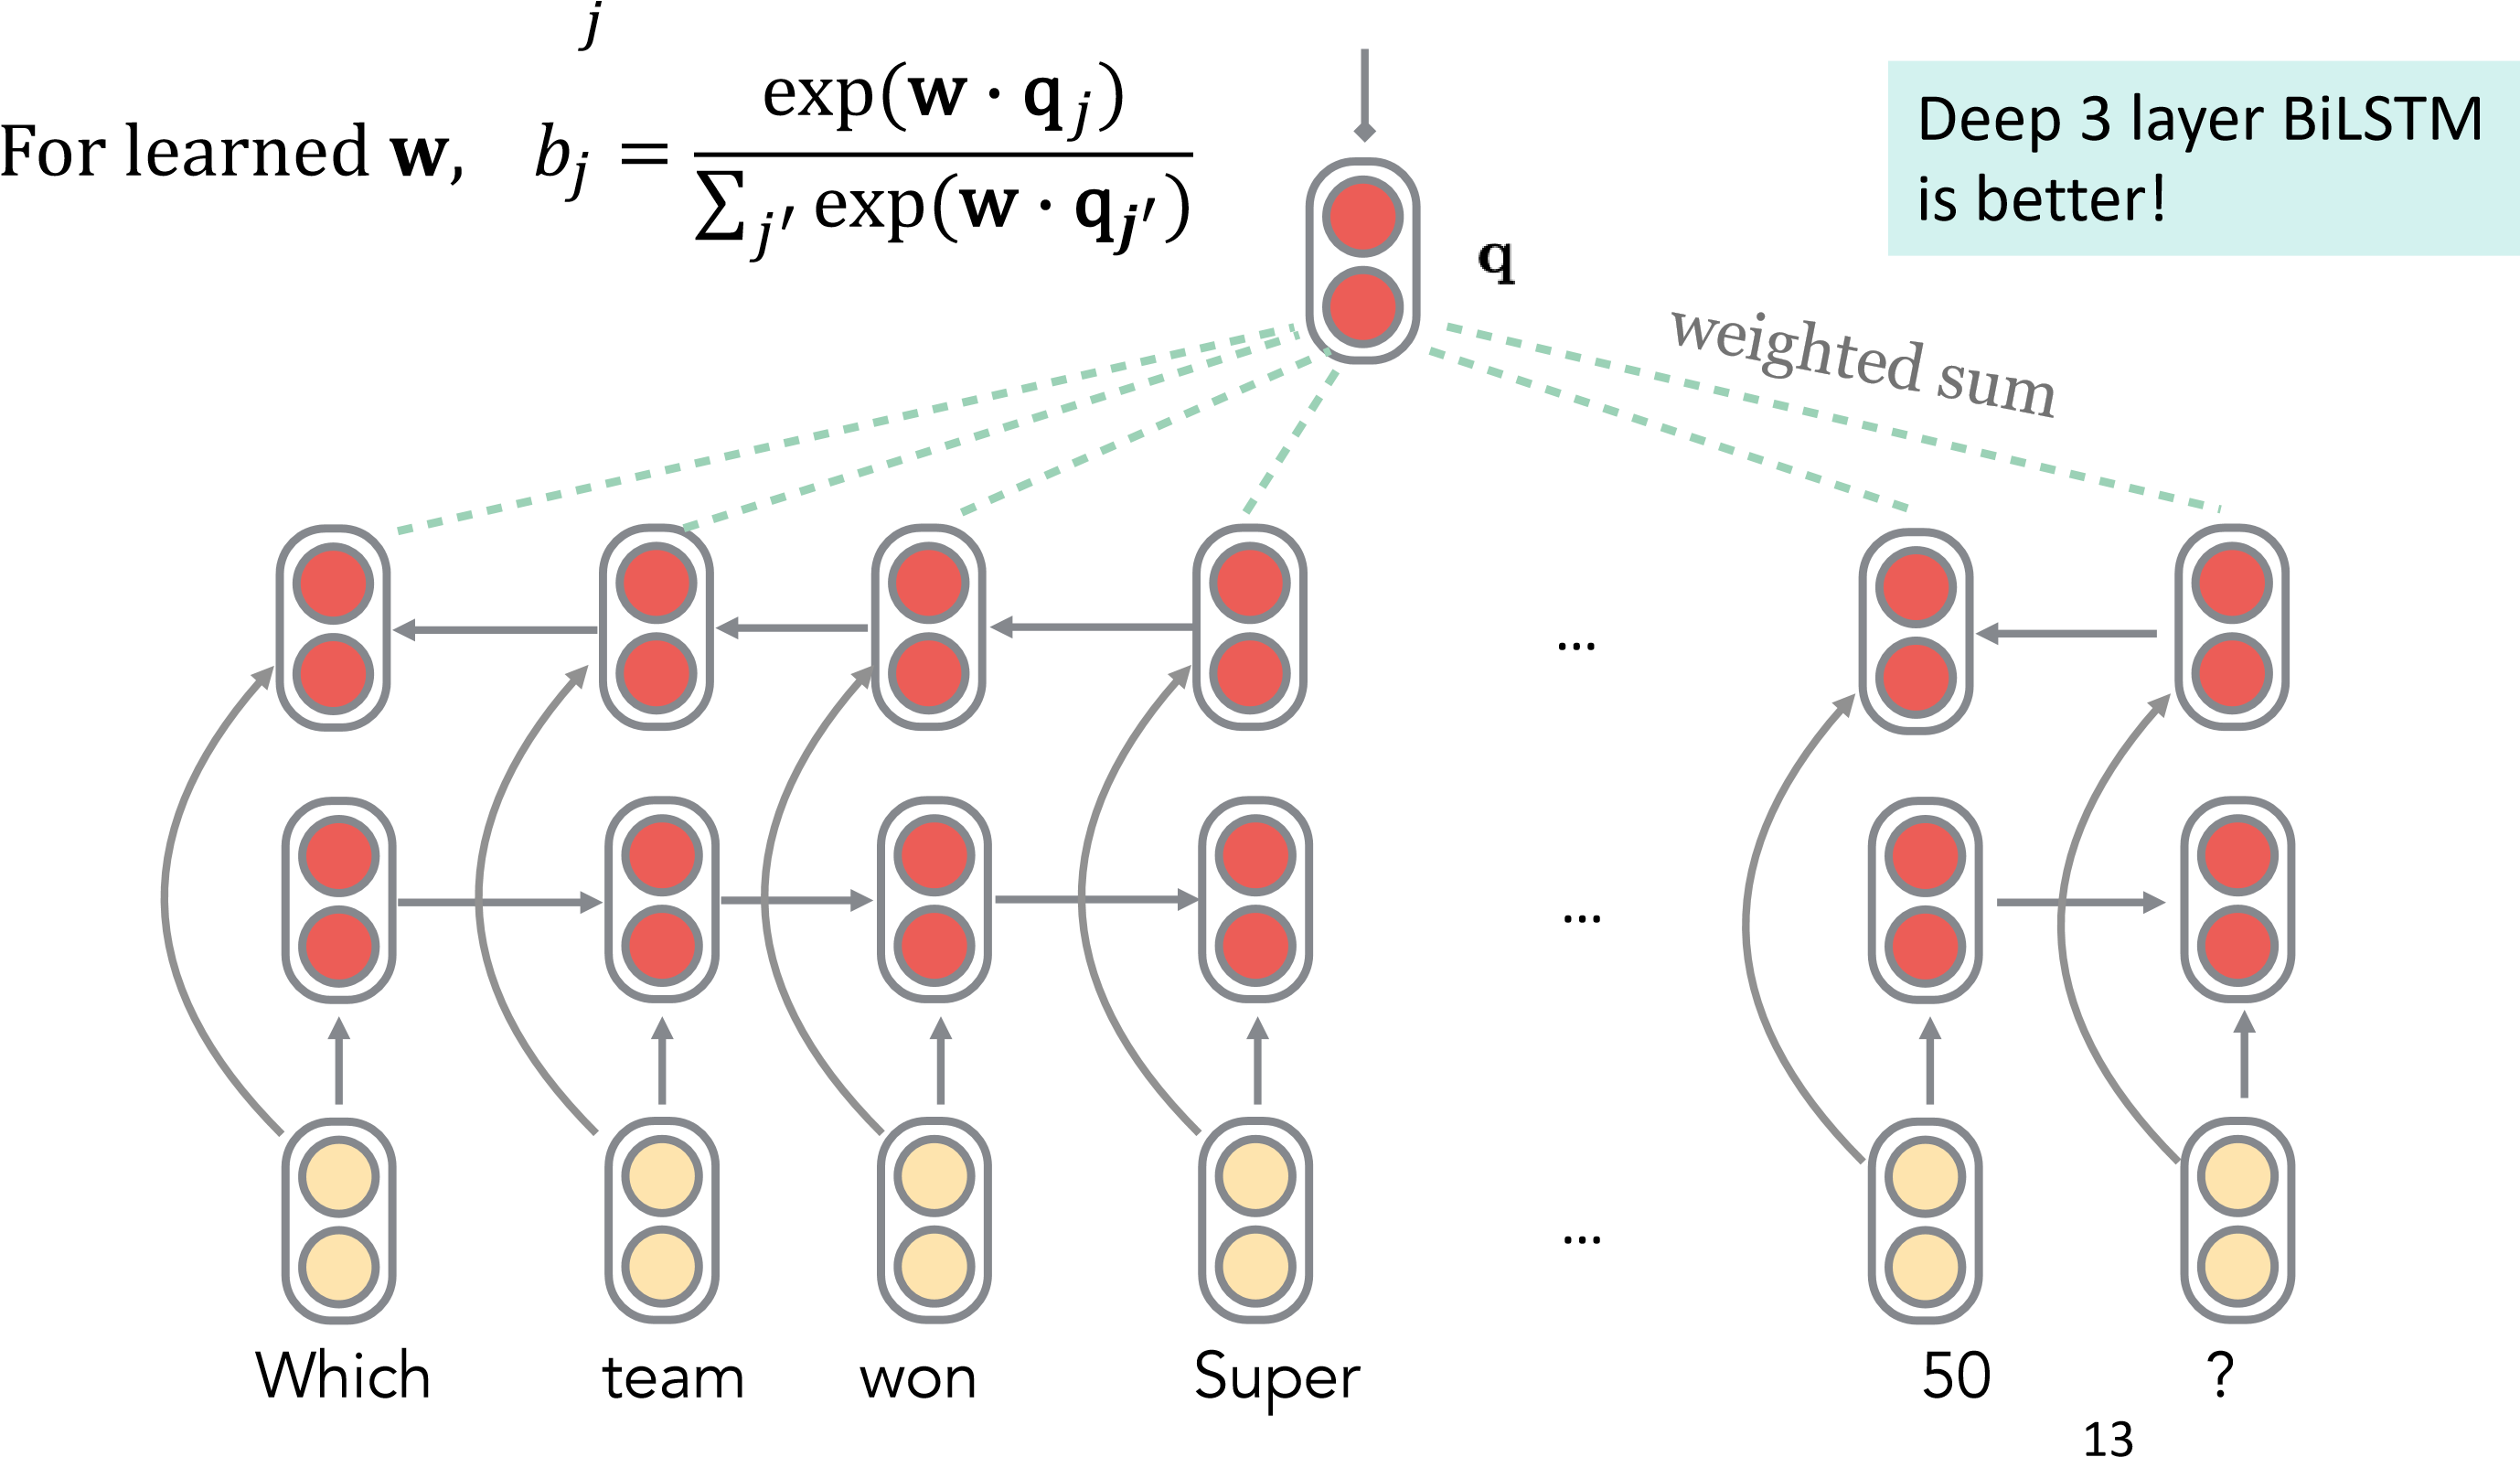 j
For learned w, b_j = exp(w · q_j) / ∑_j′ exp(w · q_j′)
Deep 3 layer BiLSTM
is better!
q
weighted sum
...
...
...
Which team won Super 50 ?
13